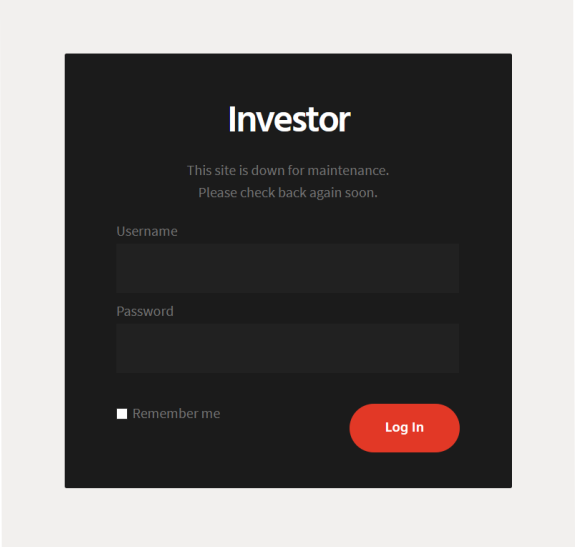 Investor
This site is down for maintenance.
Please check back again soon.
Username
Password
Remember me
Log In